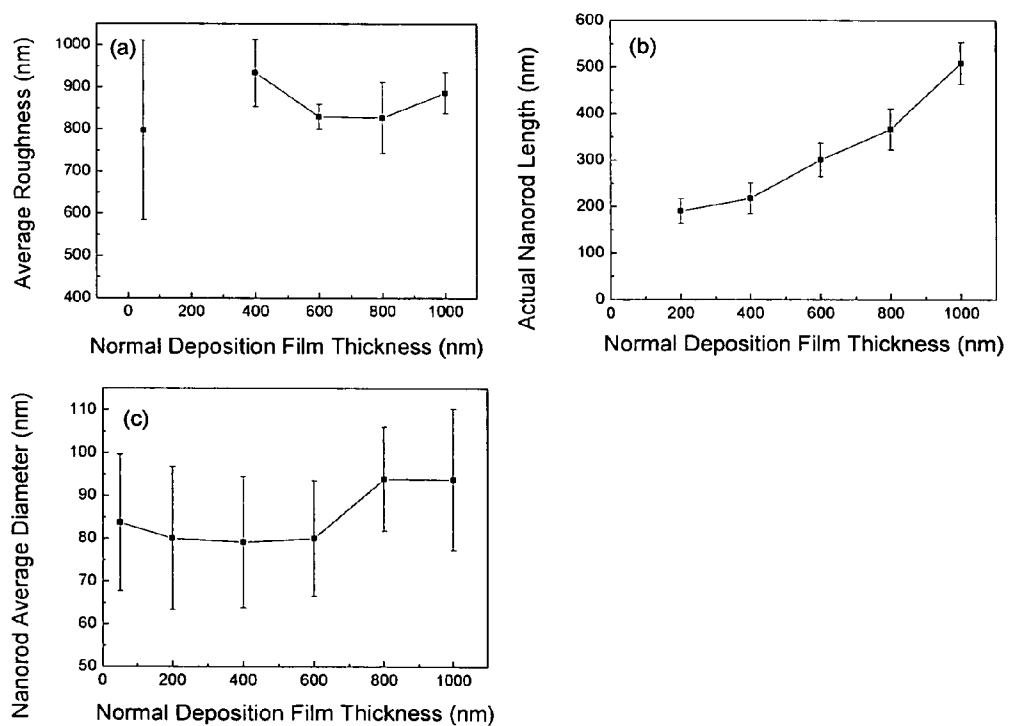 (a)
Average Roughness (nm)
1000
900
800
700
600
500
400
0 200 400 600 800 1000
Normal Deposition Film Thickness (nm)
(b)
Actual Nanorod Length (nm)
500
400
300
200
100
0
0 200 400 600 800 1000
Normal Deposition Film Thickness (nm)
(c)
Nanorod Average Diameter (nm)
110
100
90
80
70
60
50
0 200 400 600 800 1000
Normal Deposition Film Thickness (nm)